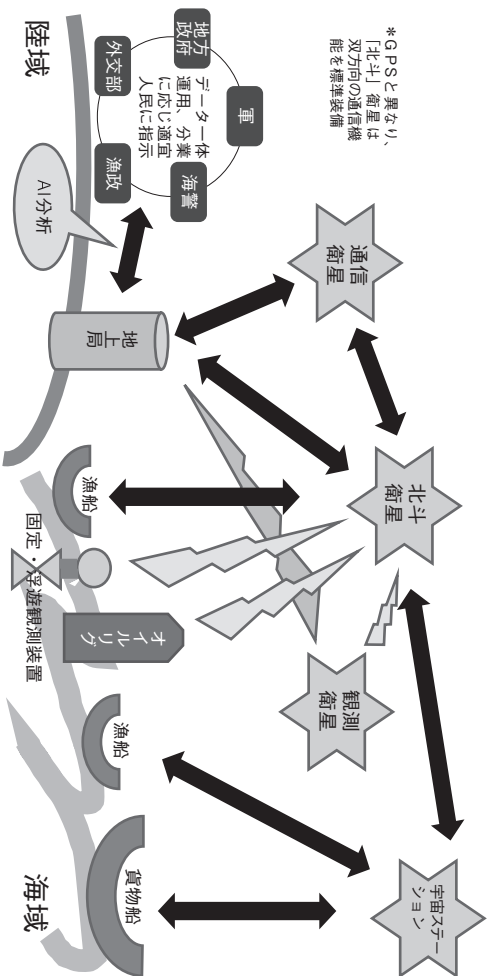 *GPSと異なり、
「北斗」衛星は
双方向の通信機
能を標準装備
通信
衛星
北斗
衛星
観測
衛星
宇宙ステー
ション
軍
地方
政府
海警
外交部
漁政
データ一体
運用、分業
に応じ適宜
人民に指示
AI分析
地上
局
漁船
固定・浮遊観測装置
オイル
リグ
漁船
貨物船
陸域
海域